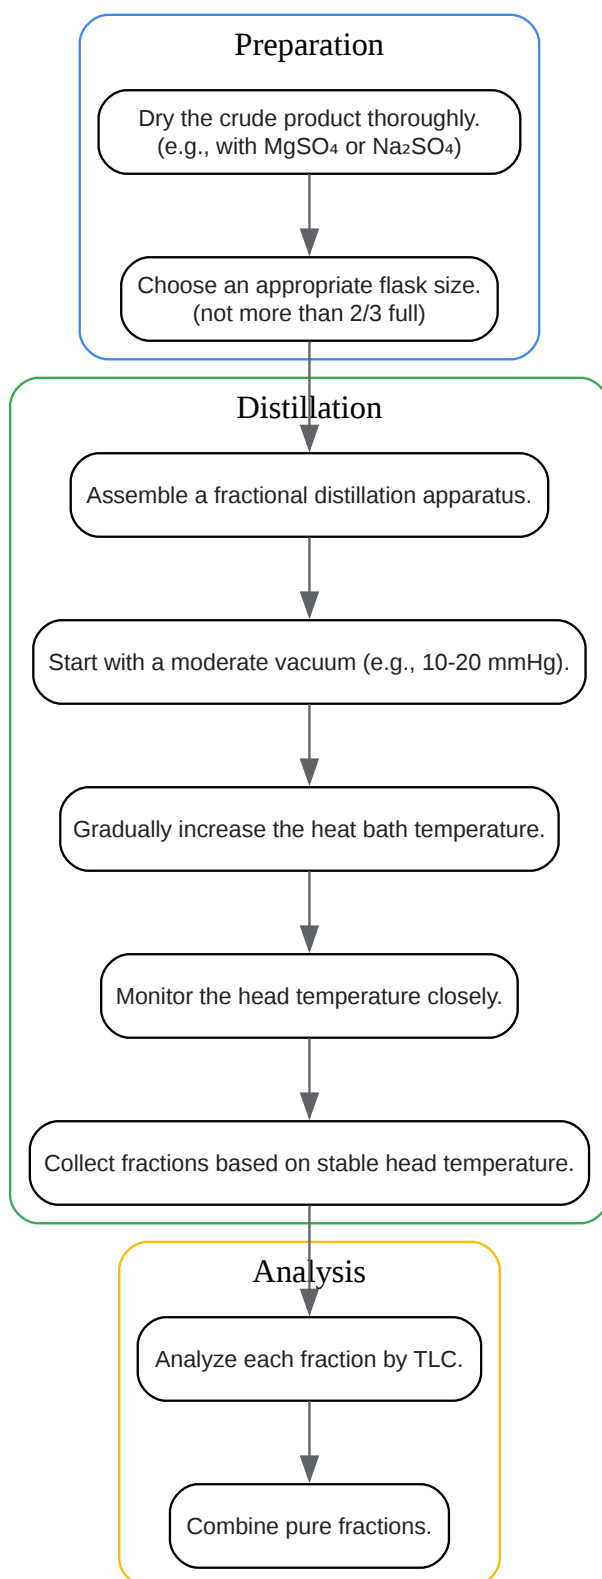 Preparation
Dry the crude product thoroughly.
(e.g., with MgSO₄ or Na₂SO₄)
Choose an appropriate flask size.
(not more than 2/3 full)
Distillation
Assemble a fractional distillation apparatus.
Start with a moderate vacuum (e.g., 10-20 mmHg).
Gradually increase the heat bath temperature.
Monitor the head temperature closely.
Collect fractions based on stable head temperature.
Analysis
Analyze each fraction by TLC.
Combine pure fractions.